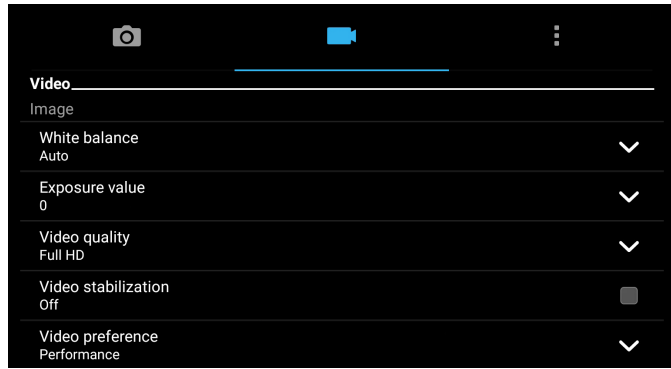 Video
Image
White balance
Auto
Exposure value
0
Video quality
Full HD
Video stabilization
Off
Video preference
Performance